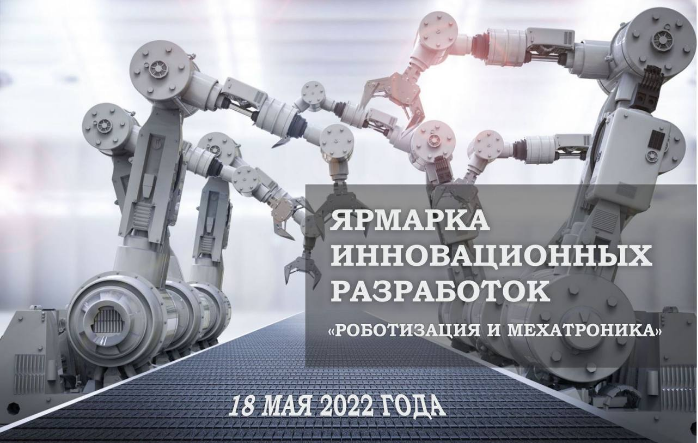 ЯРМАРКА
ИННОВАЦИОННЫХ
РАЗРАБОТОК
«РОБОТИЗАЦИЯ И МЕХАТРОНИКА»
18 МАЯ 2022 ГОДА